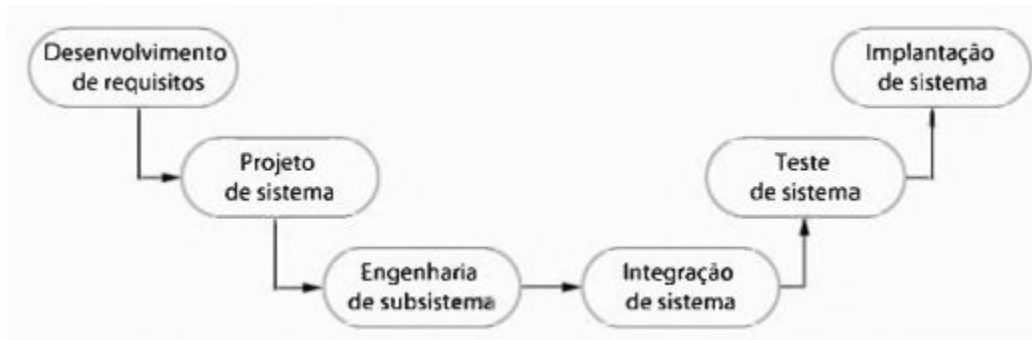 Desenvolvimento
de requisitos
Projeto
de sistema
Engenharia
de subsistema
Integração
de sistema
Teste
de sistema
Implantação
de sistema